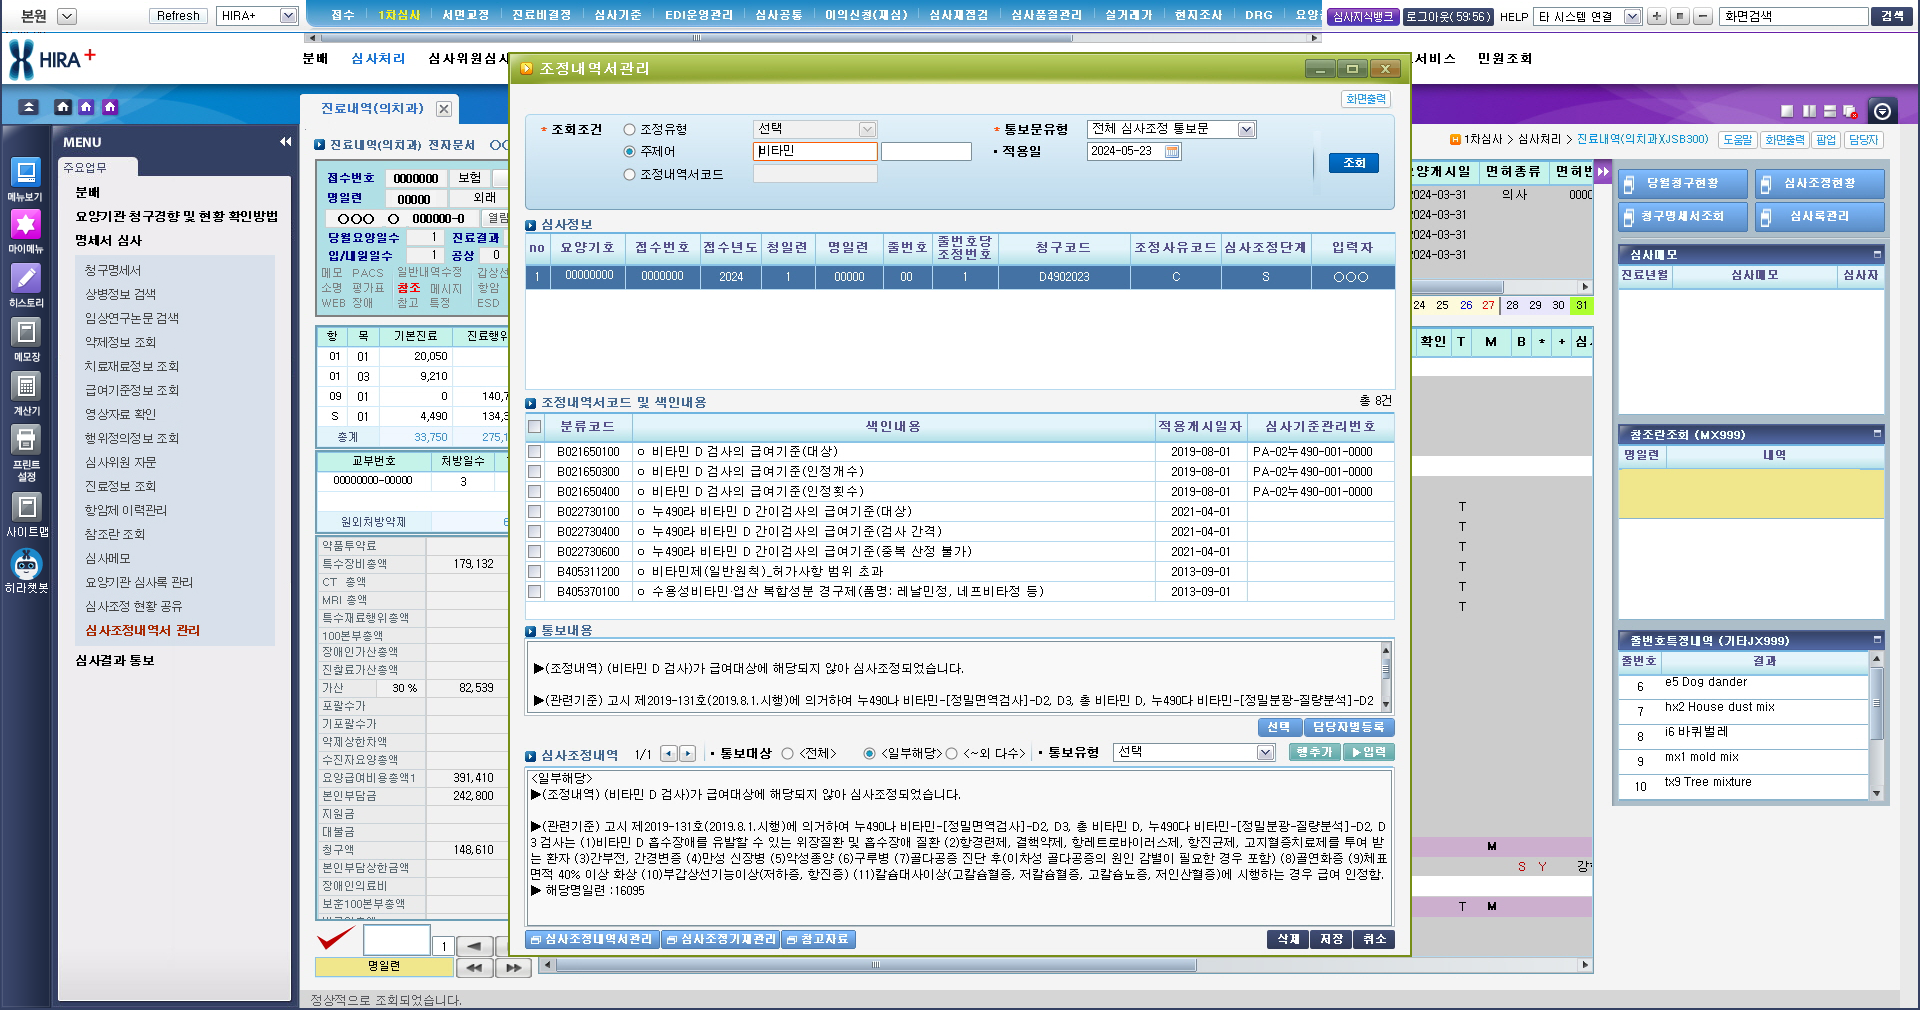 본원
Refresh
HIRA+
접수 1차심사 서면교정 진료비결정 심사기준 EDI운영관리 심사공통 이의신청(재심) 심사재점검 심사품질관리 실거래가 현지조사 DRG 요양
심사지식뱅크 로그아웃(59:56) HELP 타 시스템 연결
화면검색 검색
HIRA+
분배 심사처리 심사위원심사
서비스 민원조회
진료내역(의치과)
MENU
주요업무
분배
요양기관 청구경향 및 현황 확인방법
명세서 심사
청구명세서
상병정보 검색
임상연구논문 검색
약제정보 조회
치료재료정보 조회
급여기준정보 조회
영상자료 확인
행위정의정보 조회
심사위원 자문
진료정보 조회
항암제 이력관리
참조란 조회
심사메모
요양기관 심사록 관리
심사조정 현황 공유
심사조정내역서 관리
심사결과 통보
메뉴보기
마이메뉴
히스토리
메모장
계산기
프린트
설정
사이트맵
히라챗봇
진료내역(의치과) 전자문서
접수번호 0000000 보험
명일련 00000 외래
○○○ ○ 000000-0 열람
당월요양일수 1 진료결과
입/내원일수 1 공상 0
메모 PACS 일반내역수정 갑상선
소명 평가표 참조 메시지 항암
WEB 장애 참고 특정 ESD
항 목 기본진료 진료행위
01 01 20,050
01 03 9,210
09 01 0 140,7
S 01 4,490 134,3
총계 33,750 275,1
교부번호 처방일수
00000000-00000 3
원외처방약제
약품투약료
특수장비총액 179,132
CT 총액
MRI 총액
특수재료행위총액
100본부총액
장애인가산총액
진찰료가산총액
가산 30 % 82,539
포괄수가
기포괄수가
약제상한차액
수진자요양총액
요양급여비용총액1 391,410
본인부담금 242,800
지원금
대불금
청구액 148,610
본인부담상한금액
장애인의료비
보훈100본부총액
1
명일련
정상적으로 조회되었습니다.
조정내역서관리
화면출력
* 조회조건 조정유형 선택
주제어 비타민
조정내역서코드
* 통보문유형 전체 심사조정 통보문
· 적용일 2024-05-23
조회
심사정보
no 요양기호 접수번호 접수년도 청일련 명일련 줄번호 줄번호당 조정번호 청구코드 조정사유코드 심사조정단계 입력자
1 00000000 0000000 2024 1 00000 00 1 D4902023 C S ○○○
조정내역서코드 및 색인내용
총 8건
분류코드 색인내용 적용개시일자 심사기준관리번호
B021650100 ㅇ 비타민 D 검사의 급여기준(대상) 2019-08-01 PA-02누490-001-0000
B021650300 ㅇ 비타민 D 검사의 급여기준(인정개수) 2019-08-01 PA-02누490-001-0000
B021650400 ㅇ 비타민 D 검사의 급여기준(인정횟수) 2019-08-01 PA-02누490-001-0000
B022730100 ㅇ 누490라 비타민 D 간이검사의 급여기준(대상) 2021-04-01
B022730400 ㅇ 누490라 비타민 D 간이검사의 급여기준(검사 간격) 2021-04-01
B022730600 ㅇ 누490라 비타민 D 간이검사의 급여기준(중복 산정 불가) 2021-04-01
B405311200 ㅇ 비타민제(일반원칙)_허가사항 범위 초과 2013-09-01
B405370100 ㅇ 수용성비타민·엽산 복합성분 경구제(품명: 레날민정, 네프비타정 등) 2013-09-01
통보내용
▶(조정내역) (비타민 D 검사)가 급여대상에 해당되지 않아 심사조정되었습니다.
▶(관련기준) 고시 제2019-131호(2019.8.1.시행)에 의거하여 누490나 비타민-[정밀면역검사]-D2, D3, 총 비타민 D, 누490다 비타민-[정밀분광-질량분석]-D2
선택 담당자별등록
심사조정내역 1/1 · 통보대상 <전체> <일부해당> <~외 다수> · 통보유형 선택 행추가 ▶입력
<일부해당>
▶(조정내역) (비타민 D 검사)가 급여대상에 해당되지 않아 심사조정되었습니다.
▶(관련기준) 고시 제2019-131호(2019.8.1.시행)에 의거하여 누490나 비타민-[정밀면역검사]-D2, D3, 총 비타민 D, 누490다 비타민-[정밀분광-질량분석]-D2, D
3 검사는 (1)비타민 D 흡수장애를 유발할 수 있는 위장질환 및 흡수장애 질환 (2)항경련제, 결핵약제, 항레트로바이러스제, 항진균제, 고지혈증치료제를 투여 받
는 환자 (3)간부전, 간경변증 (4)만성 신장병 (5)악성종양 (6)구루병 (7)골다공증 진단 후(이차성 골다공증의 원인 감별이 필요한 경우 포함) (8)골연화증 (9)체표
면적 40% 이상 화상 (10)부갑상선기능이상(저하증, 항진증) (11)칼슘대사이상(고칼슘혈증, 저칼슘혈증, 고칼슘뇨증, 저인산혈증)에 시행하는 경우 급여 인정함.
▶ 해당명일련 :16095
심사조정내역서관리 심사조정기재관리 참고자료
삭제 저장 취소
1차심사 > 심사처리 > 진료내역(의치과)(JSB300) 도움말 화면출력 팝업 담당자
양개시일 면허종류 면허번
2024-03-31 의사 0000
2024-03-31
2024-03-31
2024-03-31
24 25 26 27 28 29 30 31
확인 T M B * + 심
T
T
T
T
T
T
M
S Y 강
T M
당월청구현황 심사조정현황
청구명세서조회 심사록관리
심사메모
진료년월 심사메모 심사자
참조란조회 (MX999)
명일련 내역
줄번호특정내역 (기타JX999)
줄번호 결과
6 e5 Dog dander
7 hx2 House dust mix
8 i6 바퀴벌레
9 mx1 mold mix
10 tx9 Tree mixture